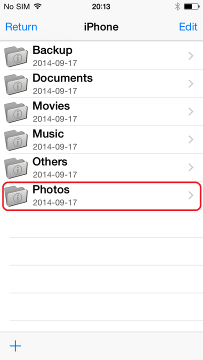 No SIM 20:13
Return iPhone Edit
Backup
2014-09-17
Documents
2014-09-17
Movies
2014-09-17
Music
2014-09-17
Others
2014-09-17
Photos
2014-09-17